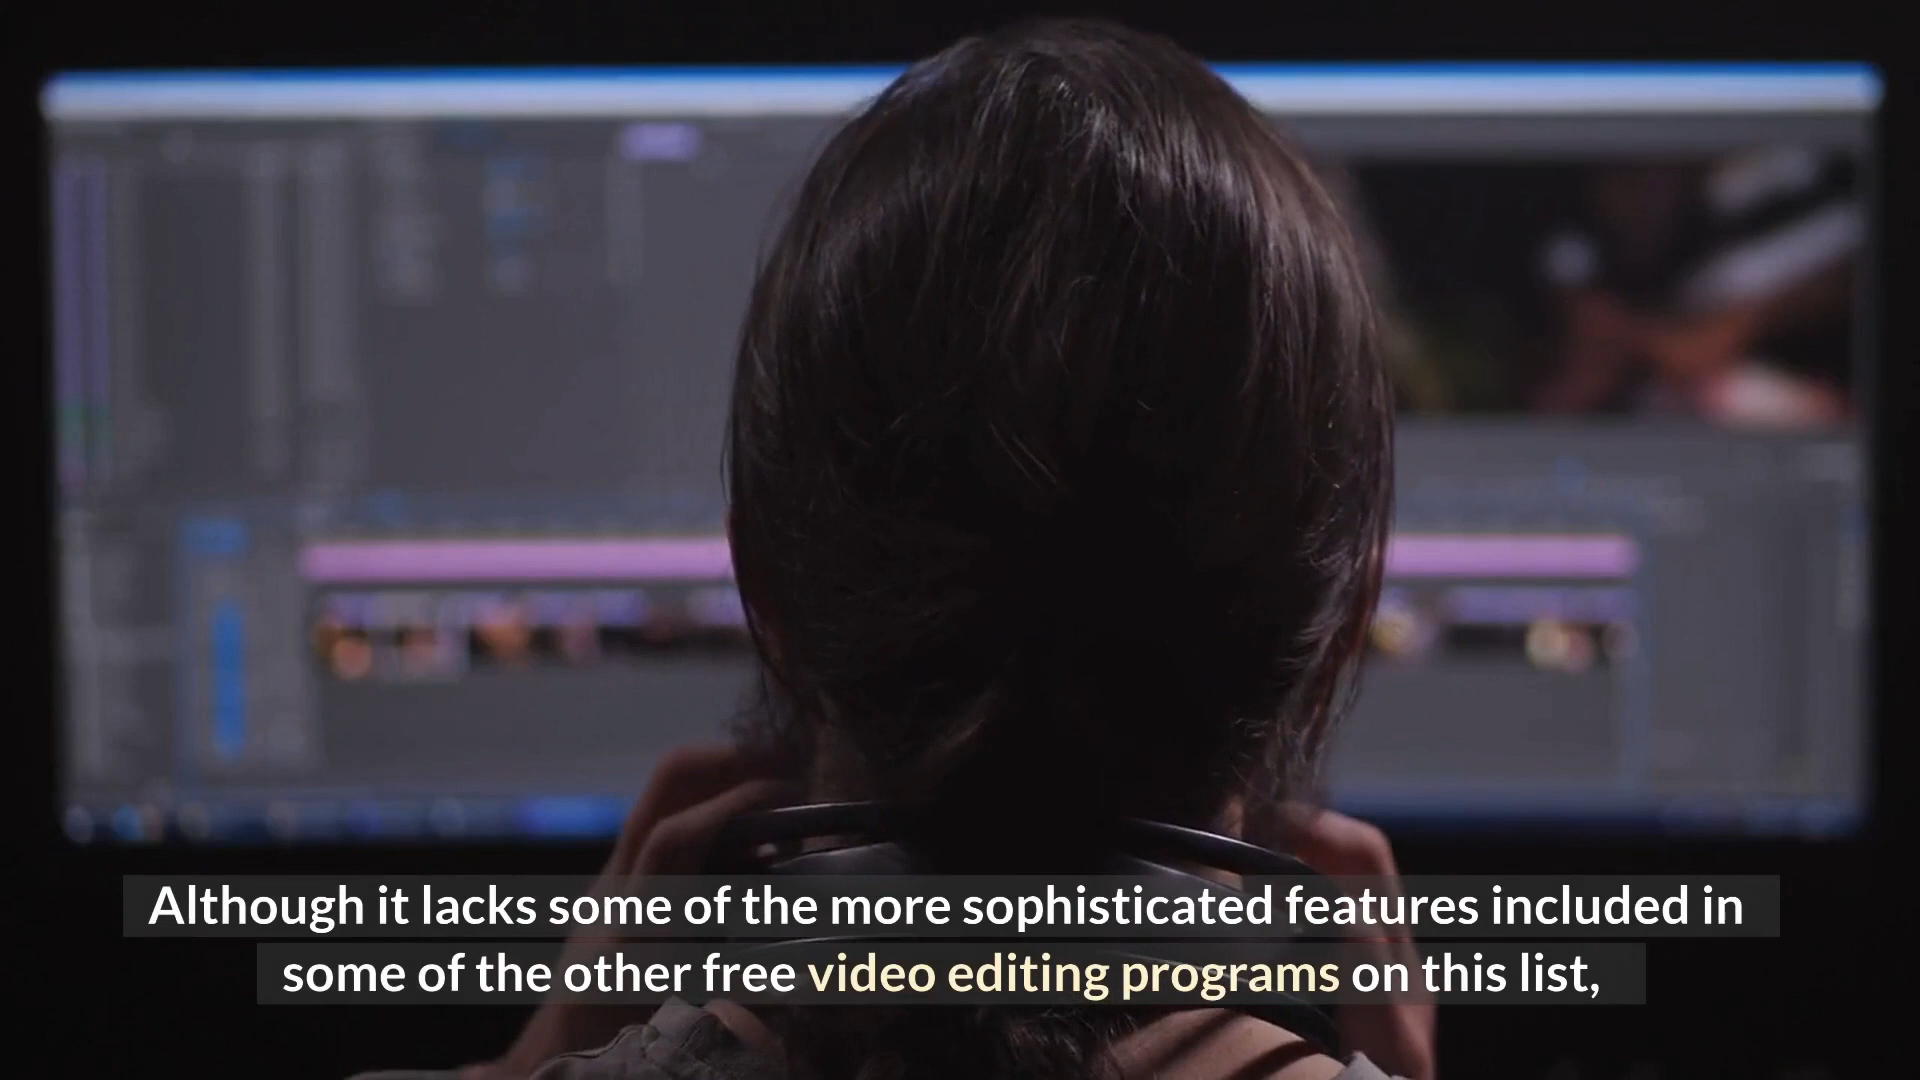 Although it lacks some of the more sophisticated features included in
some of the other free video editing programs on this list,